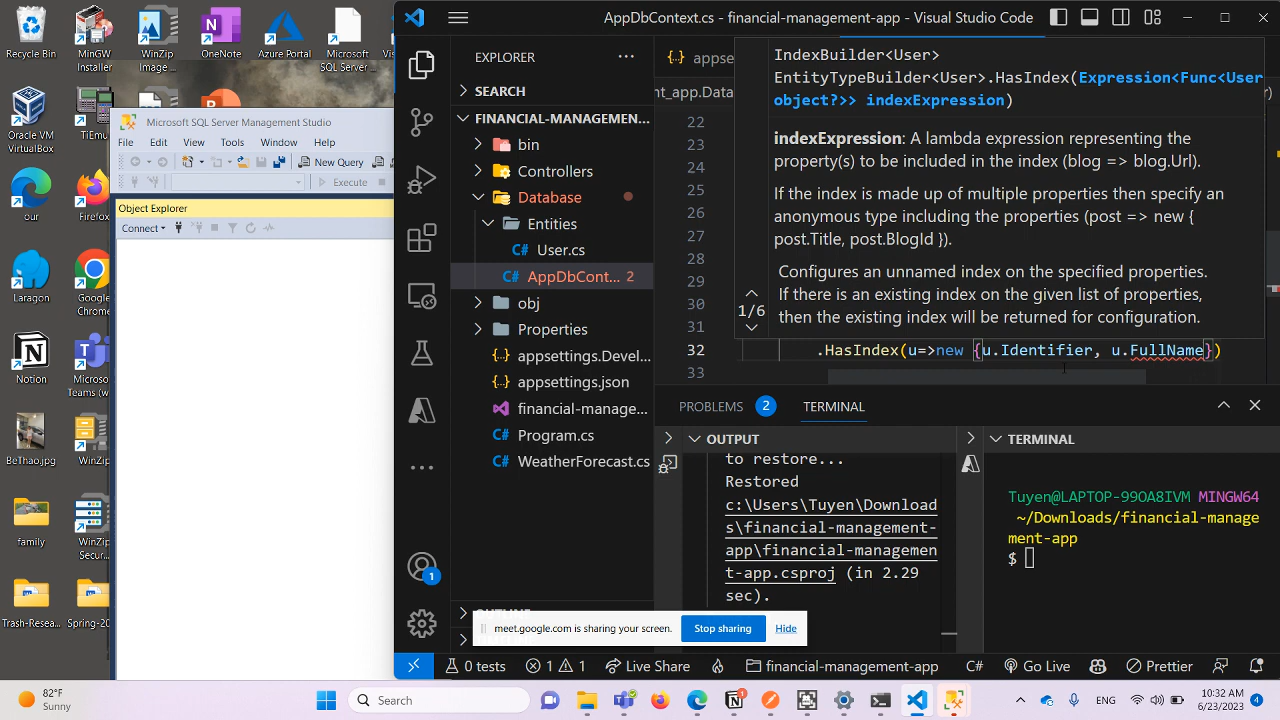 Recycle Bin
MinGW Installer
WinZip Image ...
OneNote
Azure Portal
Microsoft SQL Server ...
Oracle VM VirtualBox
TiEmu
our
Firefox
Laragon
Google
Notion
Microsoft Teams
BeThao.jpg
WinZip
family
WinZip Secur...
Trash-Resea...
Spring-20
Microsoft SQL Server Management Studio
File Edit View Tools Window
New Query
Execute
Object Explorer
Connect
AppDbContext.cs - financial-management-app - Visual Studio Code
EXPLORER
SEARCH
FINANCIAL-MANAGEMEN...
bin
Controllers
Database
Entities
User.cs
AppDbCont... 2
obj
Properties
appsettings.Devel...
appsettings.json
financial-manage...
Program.cs
WeatherForecast.cs
OUTLINE
1
appse
nt_app.Data
22
23
24
25
26
27
28
29
30
31
32
33
IndexBuilder<User>
EntityTypeBuilder<User>.HasIndex(Expression<Func<User
object?>> indexExpression)
indexExpression: A lambda expression representing the
property(s) to be included in the index (blog => blog.Url).
If the index is made up of multiple properties then specify an
anonymous type including the properties (post => new {
post.Title, post.BlogId }).
1/6
Configures an unnamed index on the specified properties.
If there is an existing index on the given list of properties,
then the existing index will be returned for configuration.
.HasIndex(u=>new {u.Identifier, u.FullName})
PROBLEMS 2 TERMINAL
OUTPUT
to restore...
Restored
c:\Users\Tuyen\Download
s\financial-management-
app\financial-managemen
t-app.csproj (in 2.29
sec).
TERMINAL
Tuyen@LAPTOP-99OA8IVM MINGW64
~/Downloads/financial-manage
ment-app
$
meet.google.com is sharing your screen. Stop sharing Hide
0 tests 1 1 Live Share financial-management-app C# Go Live Prettier
82°F
Sunny
Search
10:32 AM
6/23/2023
4